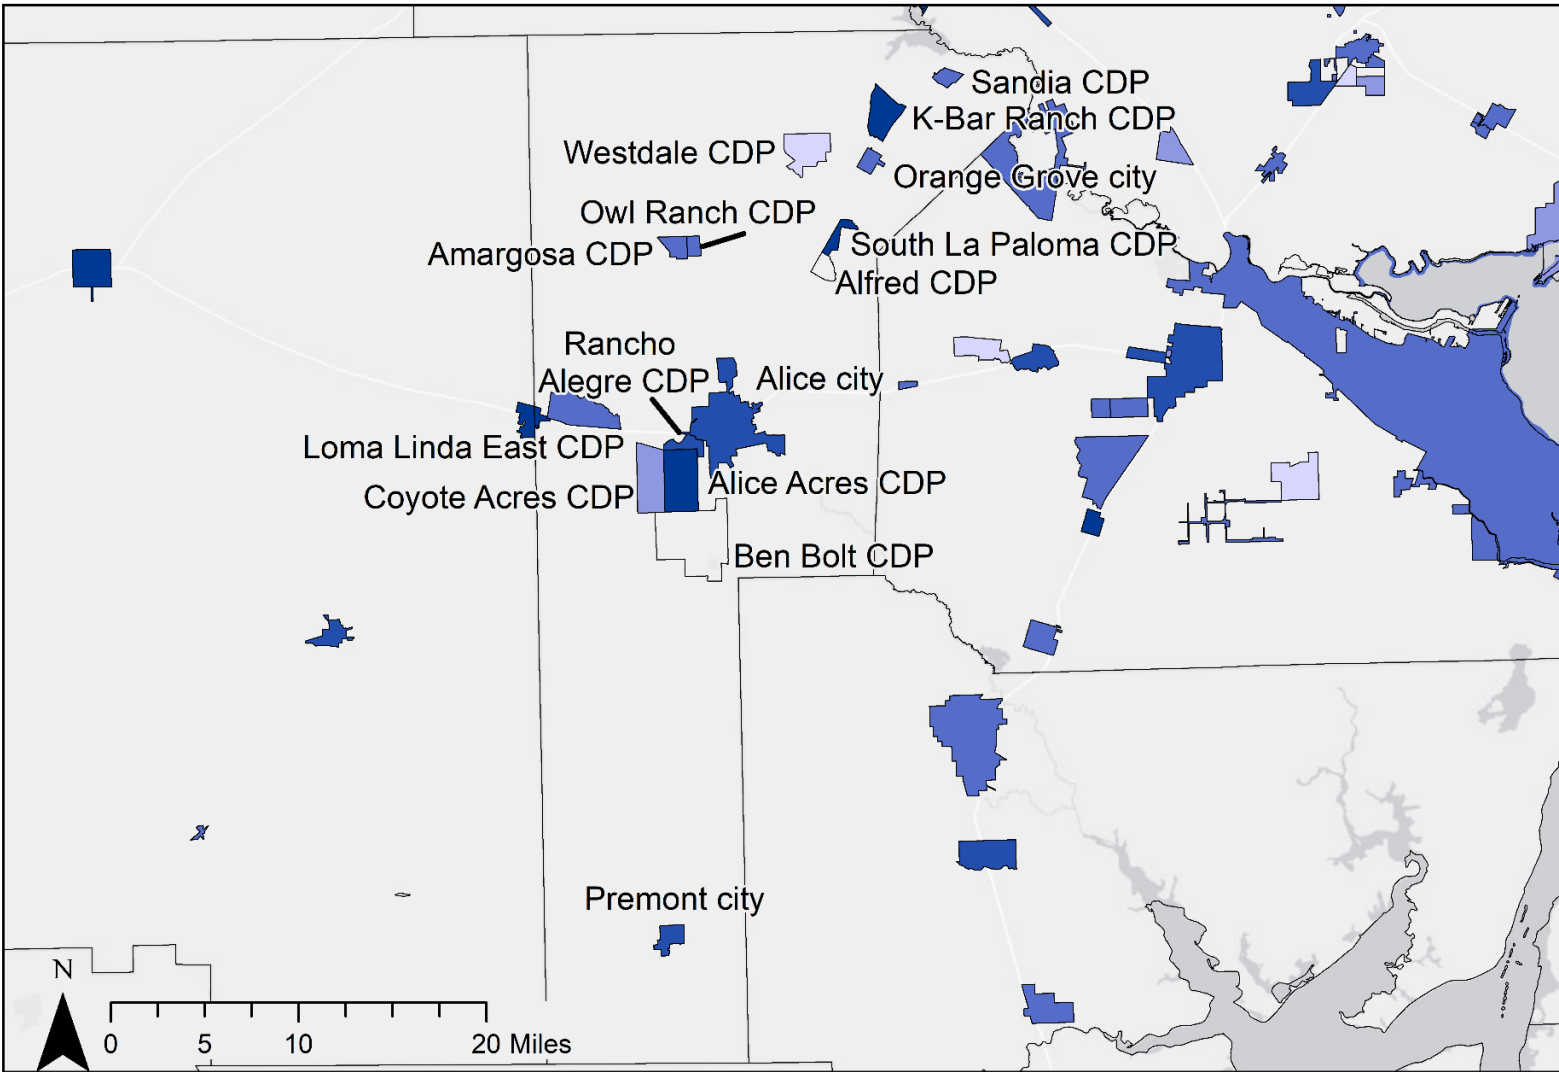 Sandia CDP
K-Bar Ranch CDP
Westdale CDP
Orange Grove city
Owl Ranch CDP
Amargosa CDP
South La Paloma CDP
Alfred CDP
Rancho
Alegre CDP
Alice city
Loma Linda East CDP
Coyote Acres CDP
Alice Acres CDP
Ben Bolt CDP
Premont city
N
0 5 10 20 Miles